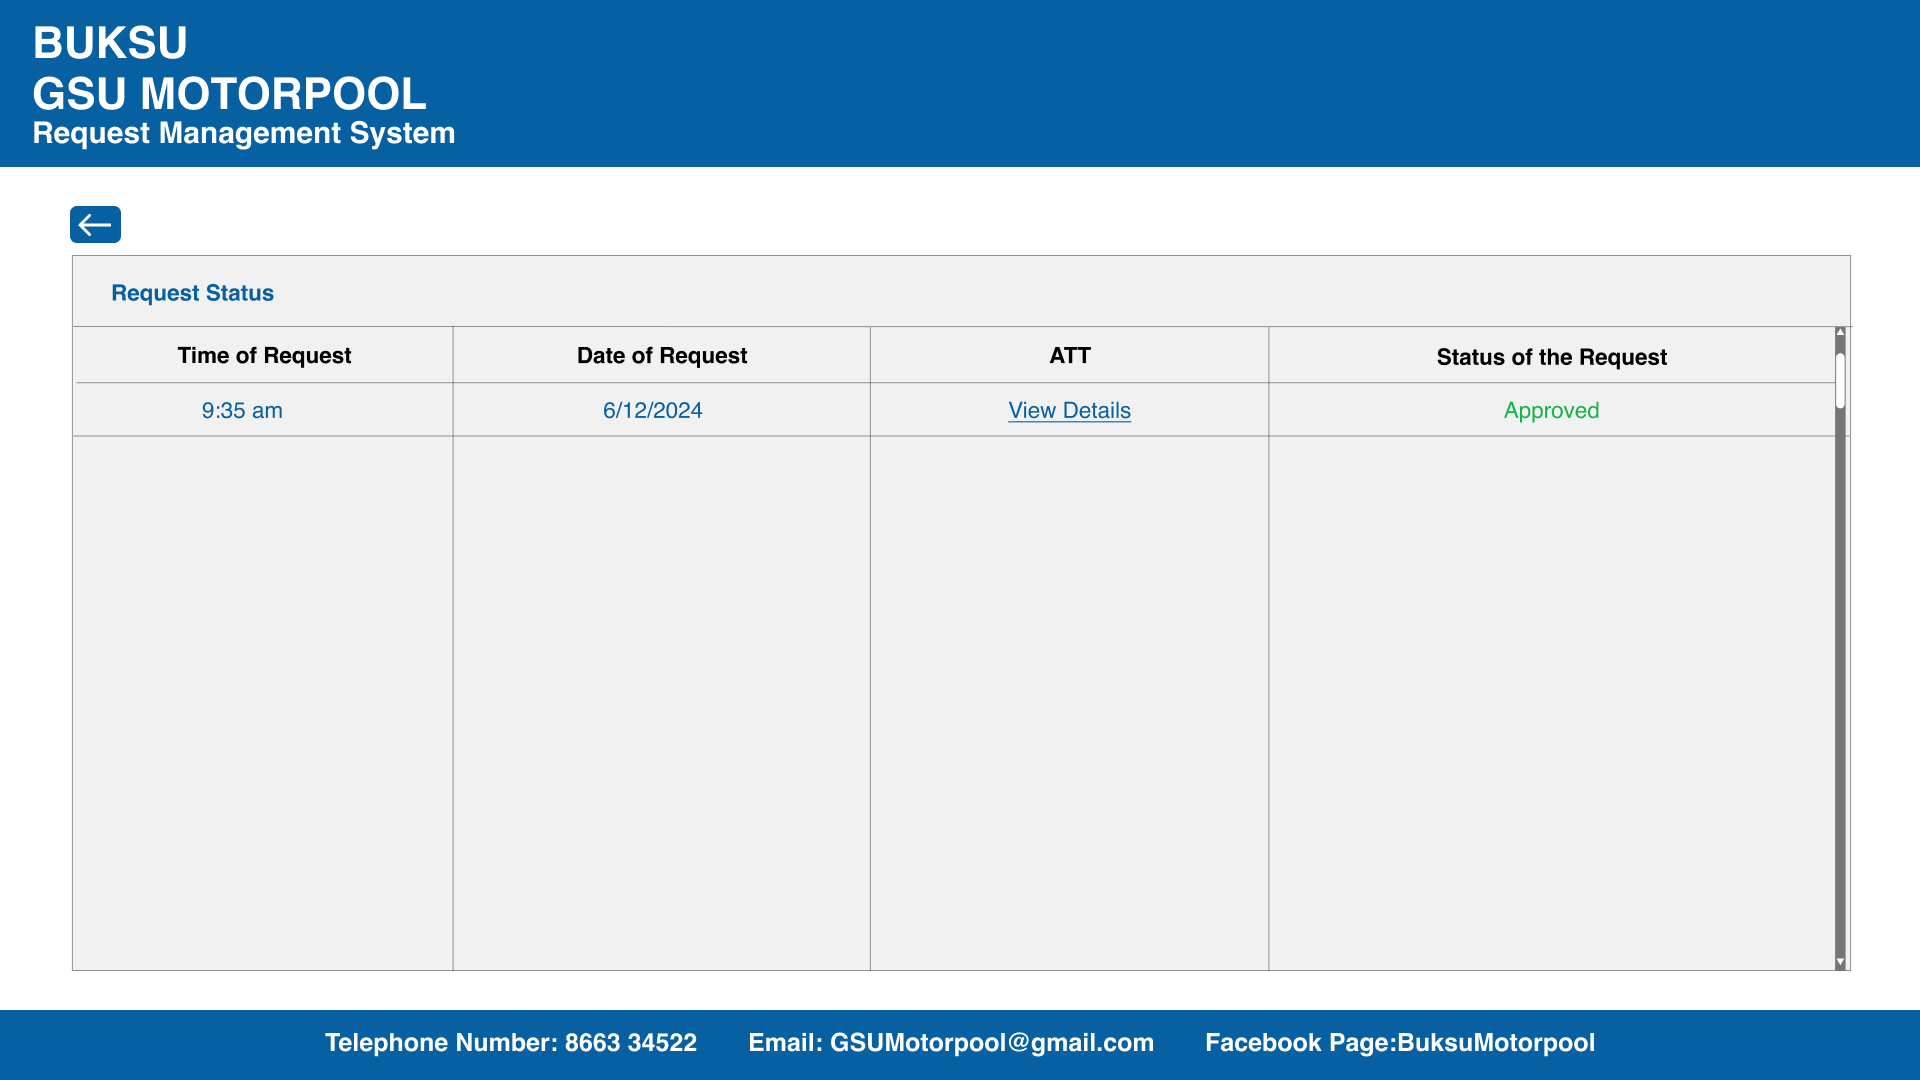 BUKSU
GSU MOTORPOOL
Request Management System
Request Status
Time of Request Date of Request ATT Status of the Request
9:35 am 6/12/2024 View Details Approved
Telephone Number: 8663 34522 Email: GSUMotorpool@gmail.com Facebook Page:BuksuMotorpool